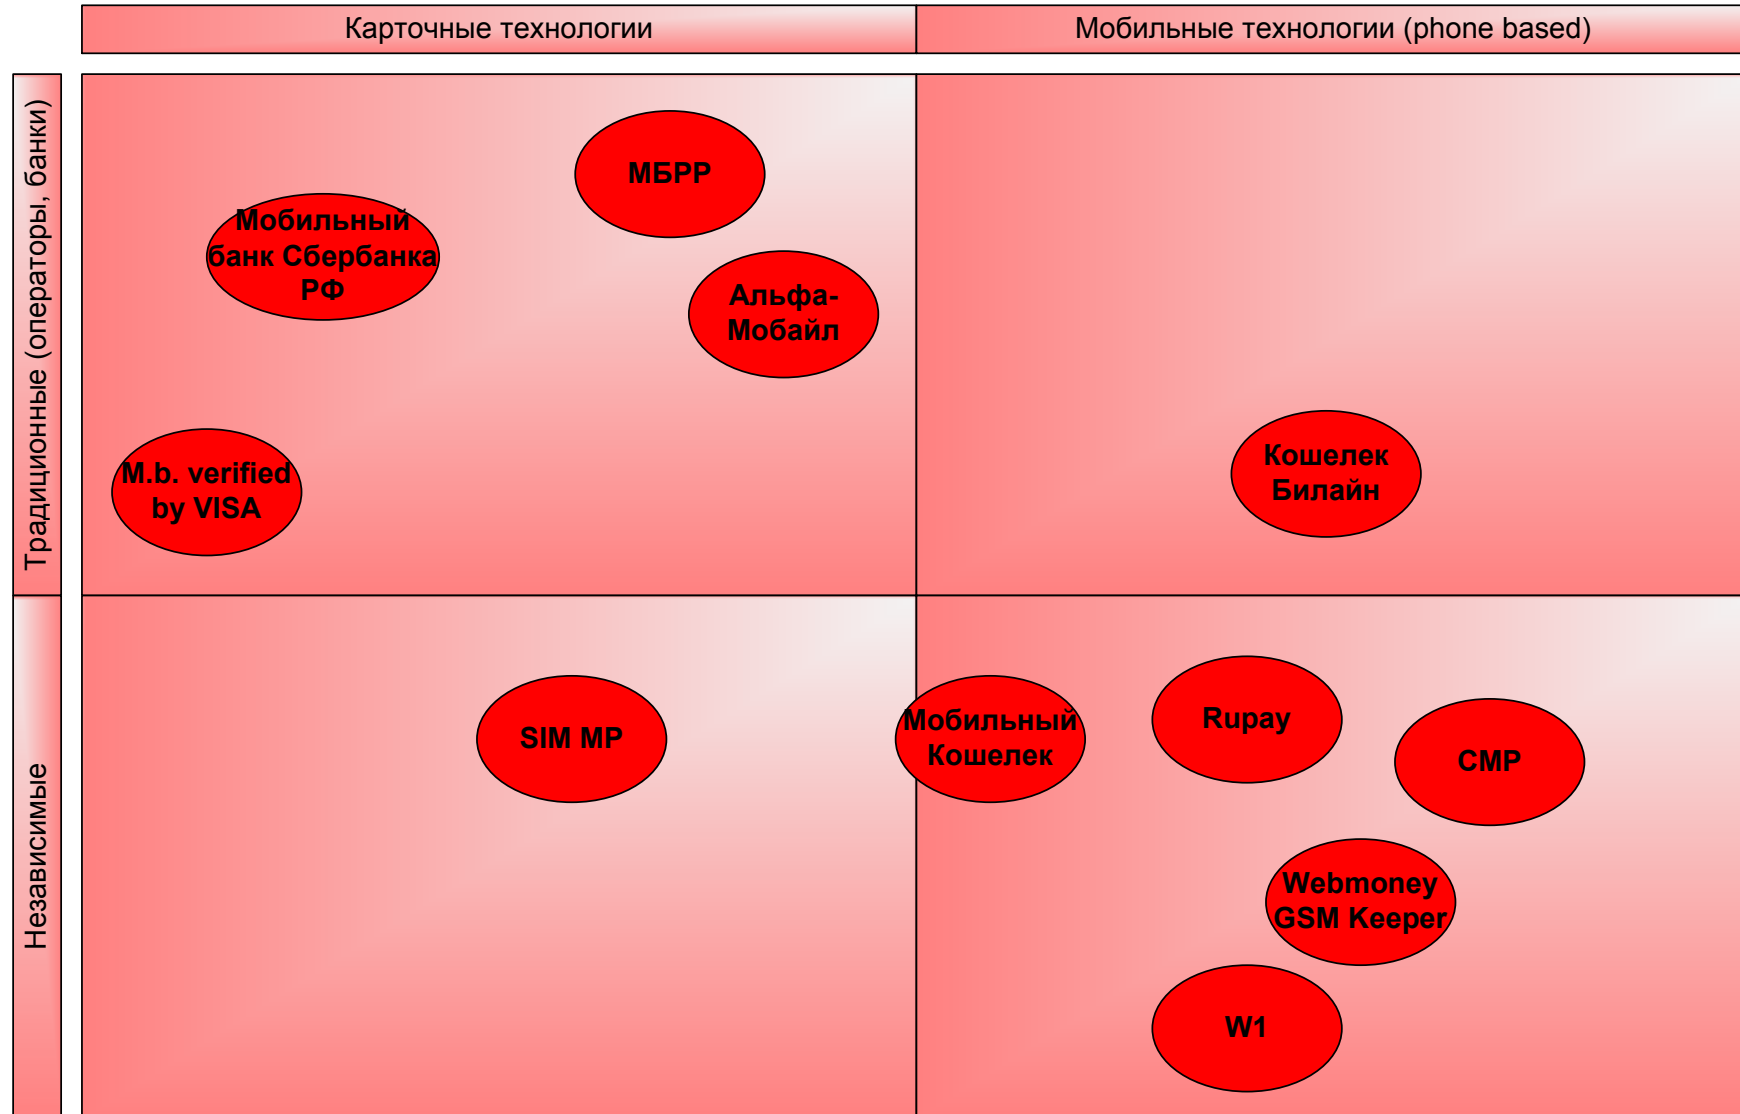 Карточные технологии
Мобильные технологии (phone based)
Традиционные (операторы, банки)
МБРР
Мобильный
банк Сбербанка
РФ
Альфа-
Мобайл
M.b. verified
by VISA
Кошелек
Билайн
Независимые
SIM MP
Мобильный
Кошелек
Rupay
CMP
Webmoney
GSM Keeper
W1